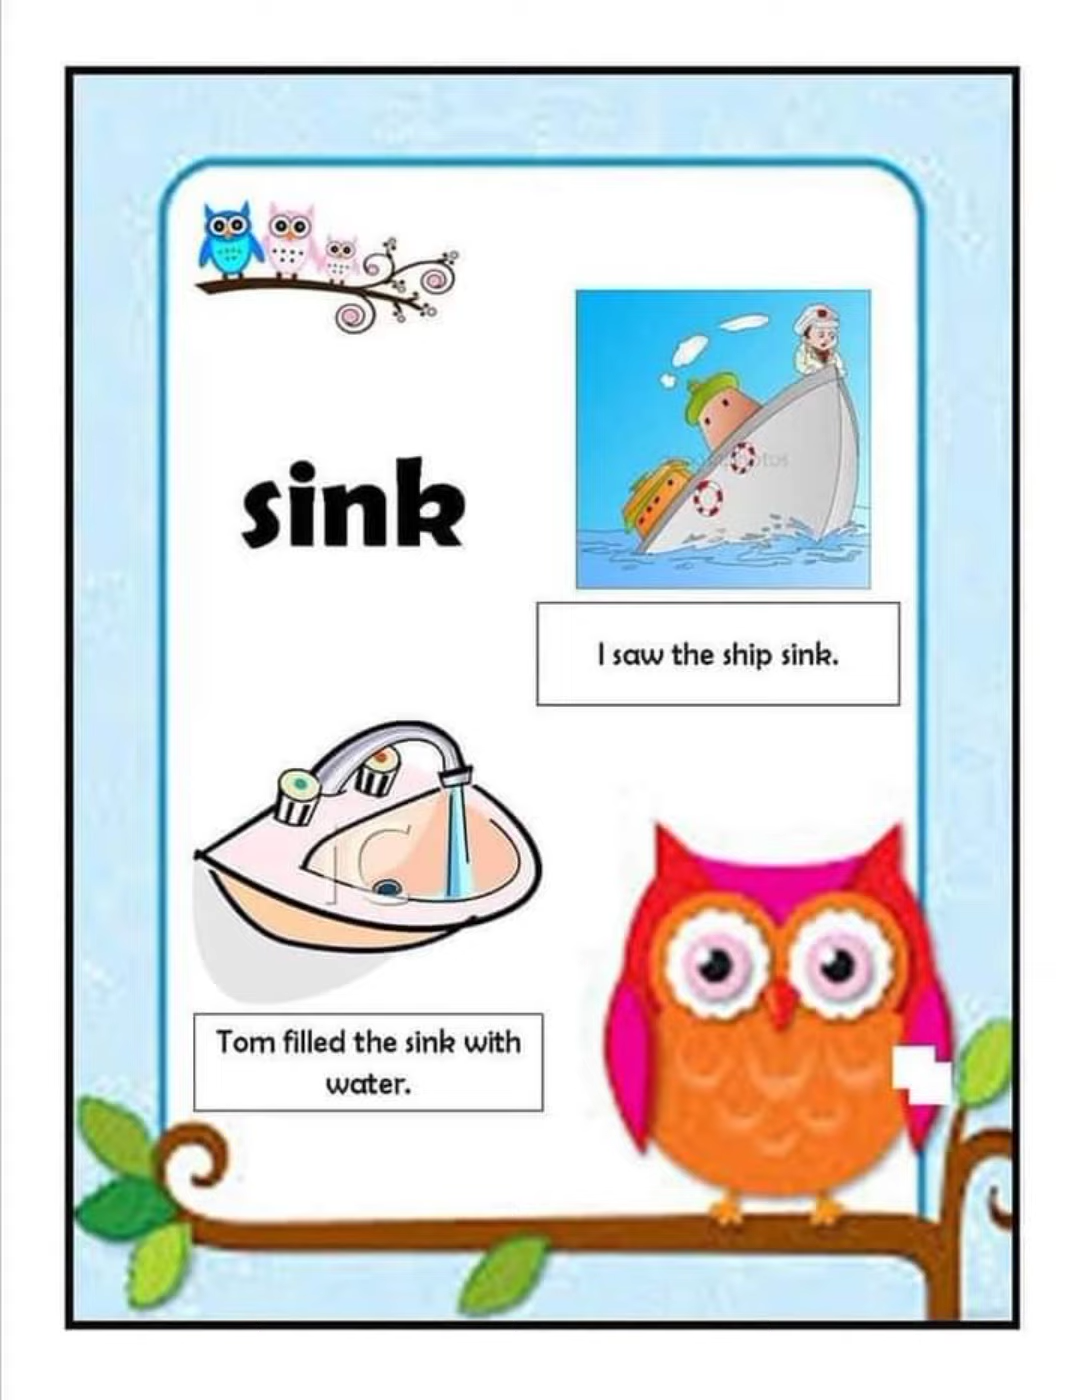 sink
I saw the ship sink.
Tom filled the sink with
water.